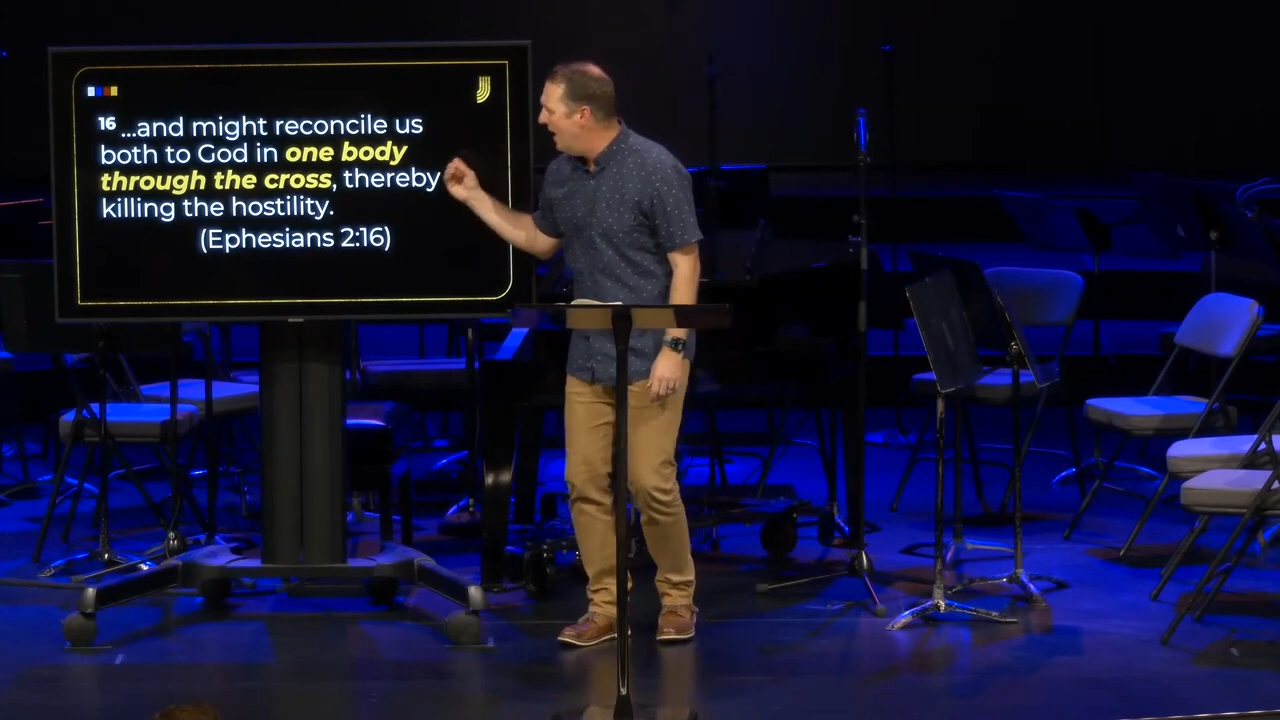 16 ...and might reconcile us
both to God in one body
through the cross, thereby
killing the hostility.
(Ephesians 2:16)